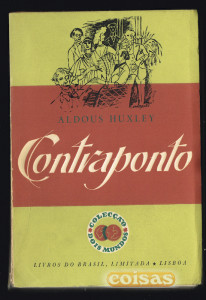 ALDOUS HUXLEY
Contraponto
COLECÇÃO
DOIS MUNDOS
LIVROS DO BRASIL, LIMITADA • LISBOA
coisas